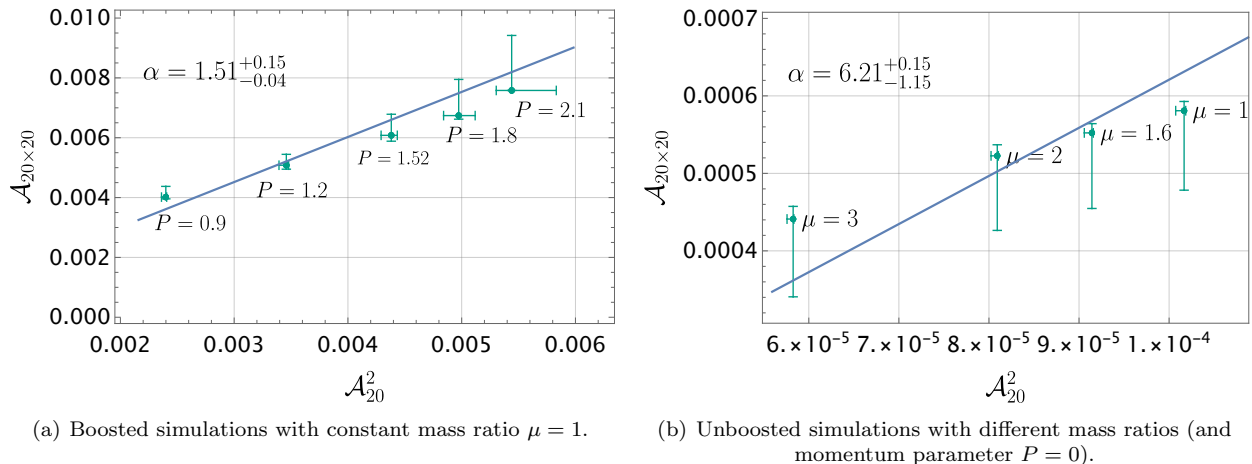 0.010
0.008
0.006
0.004
0.002
0.000
𝒜₂₀ₓ₂₀
α = 1.51 +0.15 −0.04
P = 0.9
P = 1.2
P = 1.52
P = 1.8
P = 2.1
0.002 0.003 0.004 0.005 0.006
𝒜²₂₀
(a) Boosted simulations with constant mass ratio μ = 1.
0.0007
0.0006
0.0005
0.0004
𝒜₂₀ₓ₂₀
α = 6.21 +0.15 −1.15
μ = 3
μ = 2
μ = 1.6
μ = 1
6.×10⁻⁵ 7.×10⁻⁵ 8.×10⁻⁵ 9.×10⁻⁵ 1.×10⁻⁴
𝒜²₂₀
(b) Unboosted simulations with different mass ratios (and
momentum parameter P = 0).